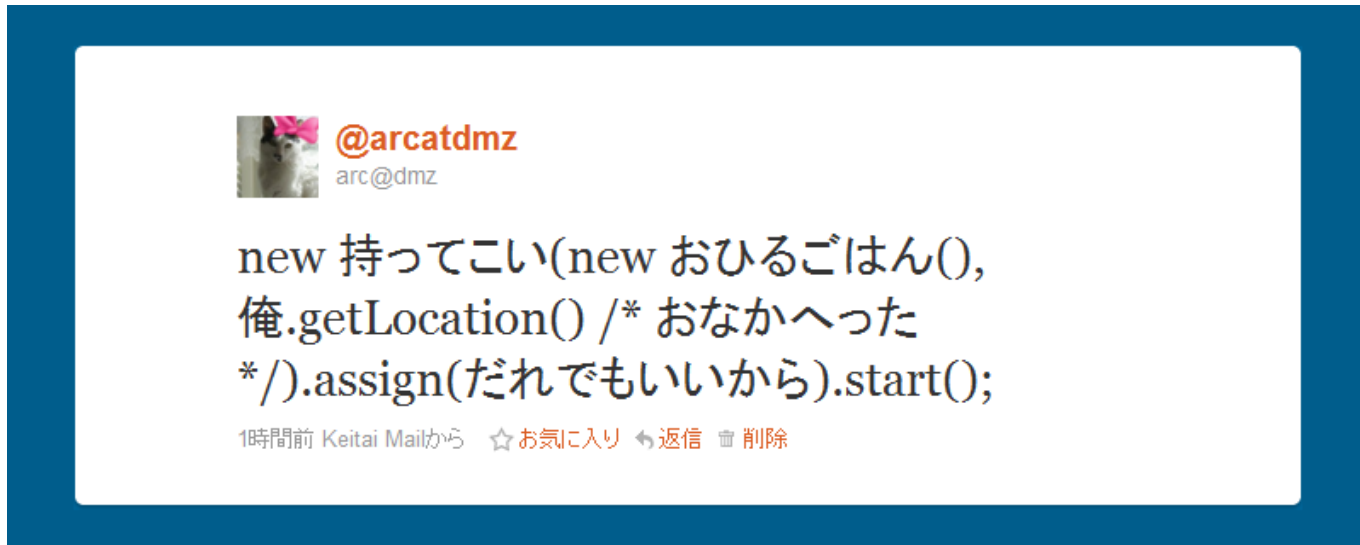 @arcatdmz
arc@dmz
new 持ってこい(new おひるごはん(),
俺.getLocation() /* おなかへった
*/).assign(だれでもいいから).start();
1時間前 Keitai Mailから お気に入り 返信 削除